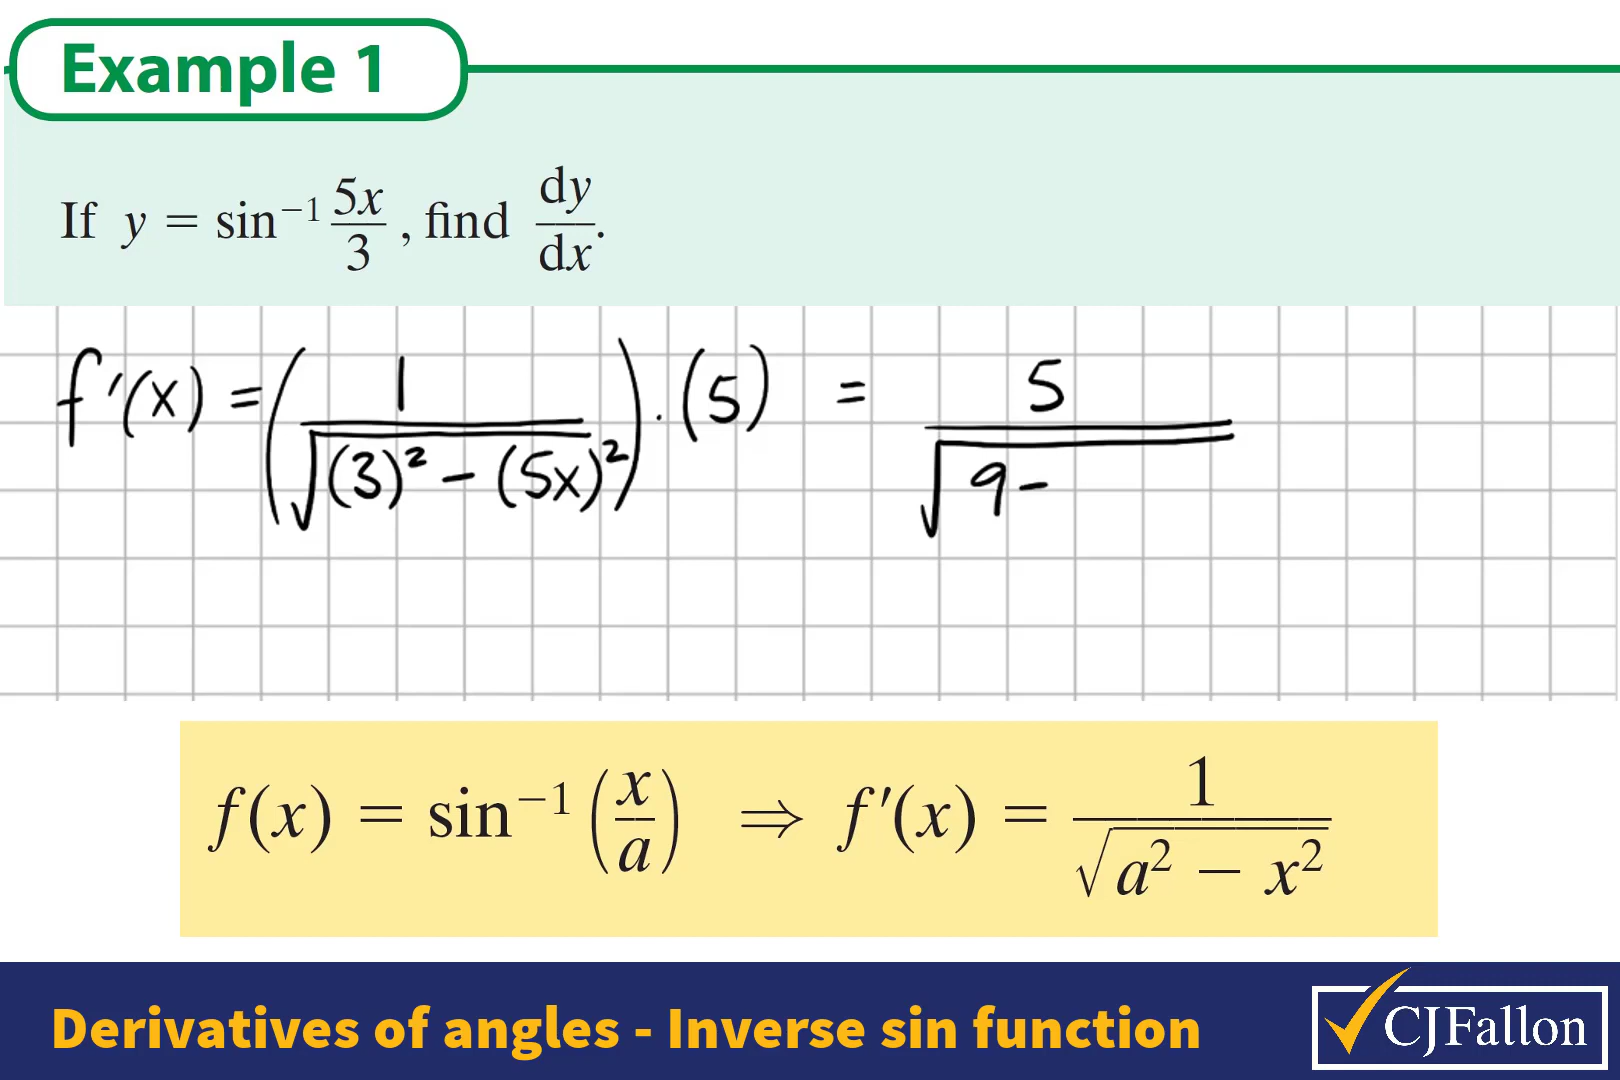 Example 1
If y = sin⁻¹ 5x/3, find dy/dx.
f'(x) = (1/√((3)² − (5x)²)) · (5) = 5/√(9 −
f(x) = sin⁻¹(x/a) ⇒ f'(x) = 1/√(a² − x²)
Derivatives of angles - Inverse sin function
CJFallon